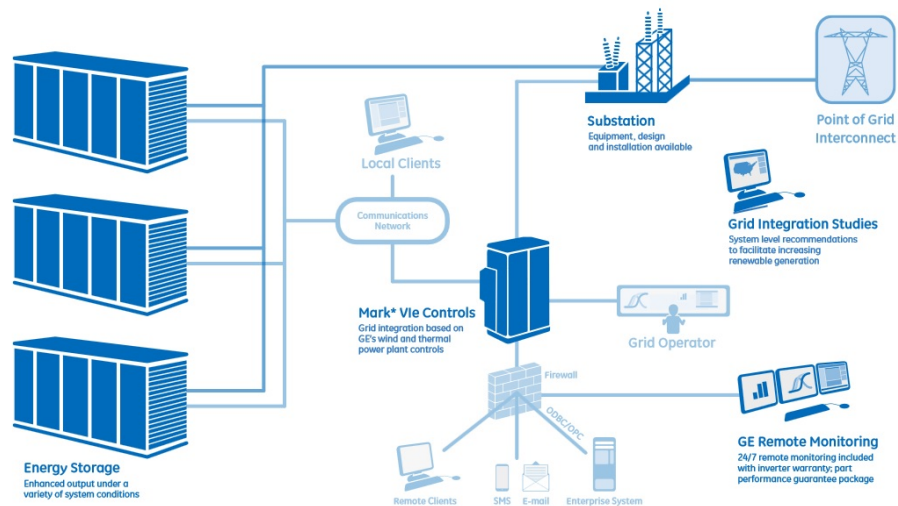 Substation
Equipment, design
and installation available
Point of Grid
Interconnect
Local Clients
Communications
Network
Grid Integration Studies
System level recommendations
to facilitate increasing
renewable generation
Mark* VIe Controls
Grid integration based on
GE's wind and thermal
power plant controls
Grid Operator
Firewall
ODBC/OPC
GE Remote Monitoring
24/7 remote monitoring included
with inverter warranty; part
performance guarantee package
Energy Storage
Enhanced output under a
variety of system conditions
Remote Clients
SMS
E-mail
Enterprise System